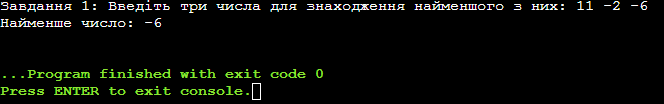 Завдання 1: Введіть три числа для знаходження найменшого з них: 11 -2 -6
Найменше число: -6
...Program finished with exit code 0
Press ENTER to exit console.